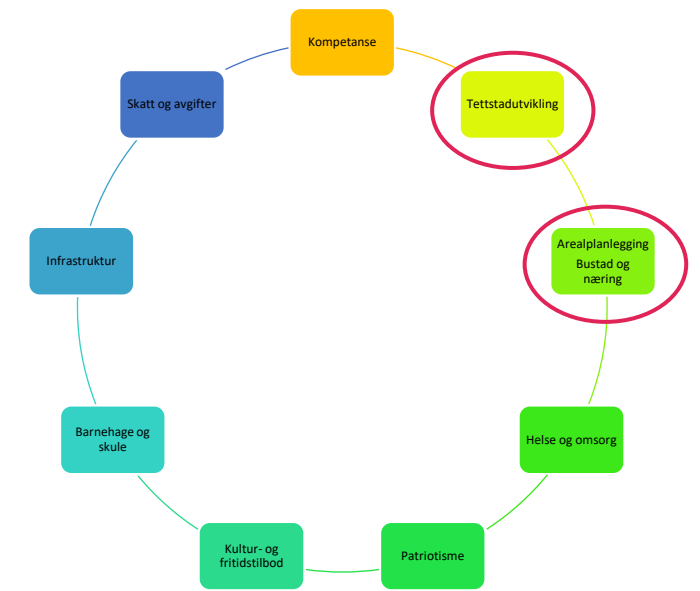 Kompetanse
Tettstadutvikling
Arealplanlegging
Bustad og
næring
Helse og omsorg
Patriotisme
Kultur- og
fritidstilbod
Barnehage og
skule
Infrastruktur
Skatt og avgifter